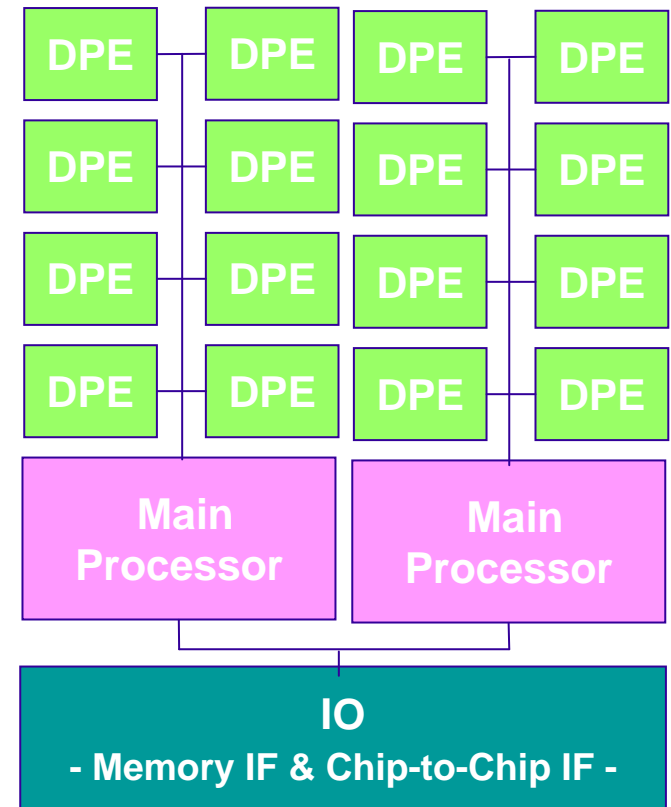 DPE DPE DPE DPE
DPE DPE DPE DPE
DPE DPE DPE DPE
DPE DPE DPE DPE
Main
Processor
Main
Processor
IO
- Memory IF & Chip-to-Chip IF -